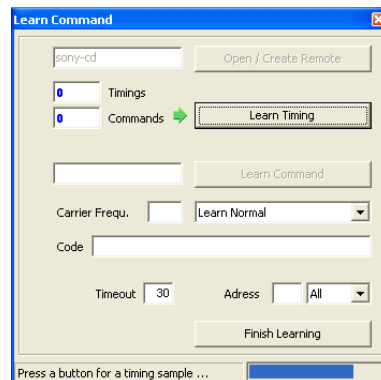 Learn Command
sony-cd
Open / Create Remote
0 Timings
0 Commands
Learn Timing
Learn Command
Carrier Frequ.
Learn Normal
Code
Timeout 30
Adress
All
Finish Learning
Press a button for a timing sample ...